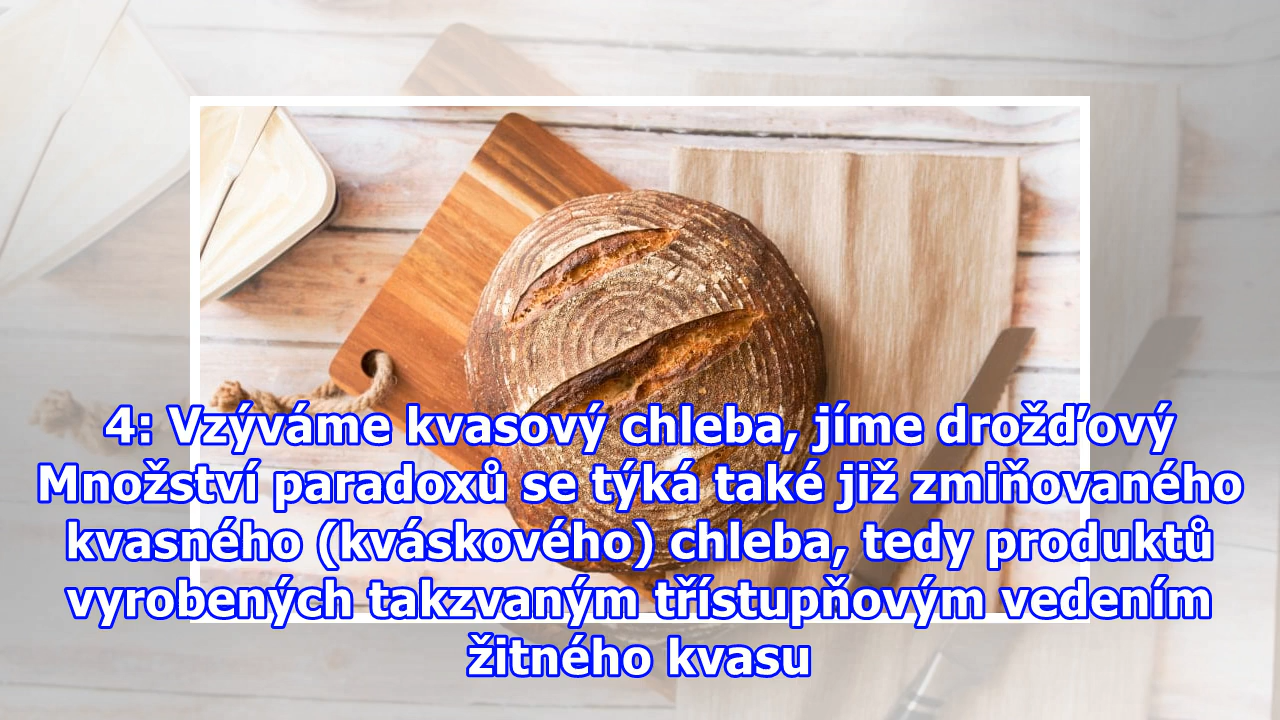 4: Vzýváme kvasový chleba, jíme drožďový
Množství paradoxů se týká také již zmiňovaného
kvasného (kváskového) chleba, tedy produktů
vyrobených takzvaným třístupňovým vedením
žitného kvasu